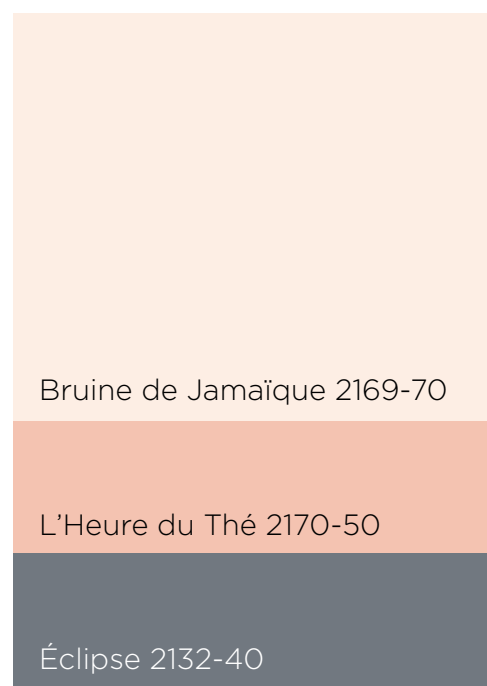 Bruine de Jamaïque 2169-70
L’Heure du Thé 2170-50
Éclipse 2132-40